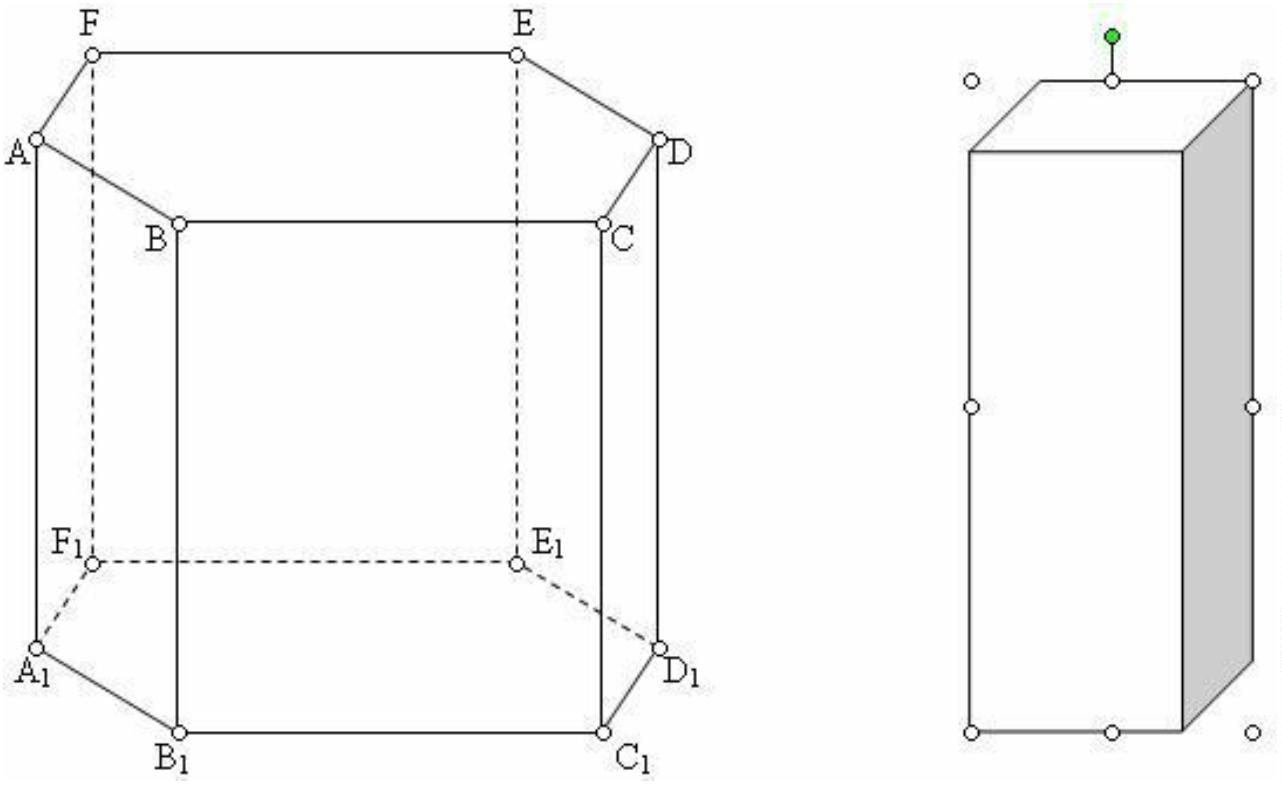 F E
A D
B C
F₁ E₁
A₁ D₁
B₁ C₁